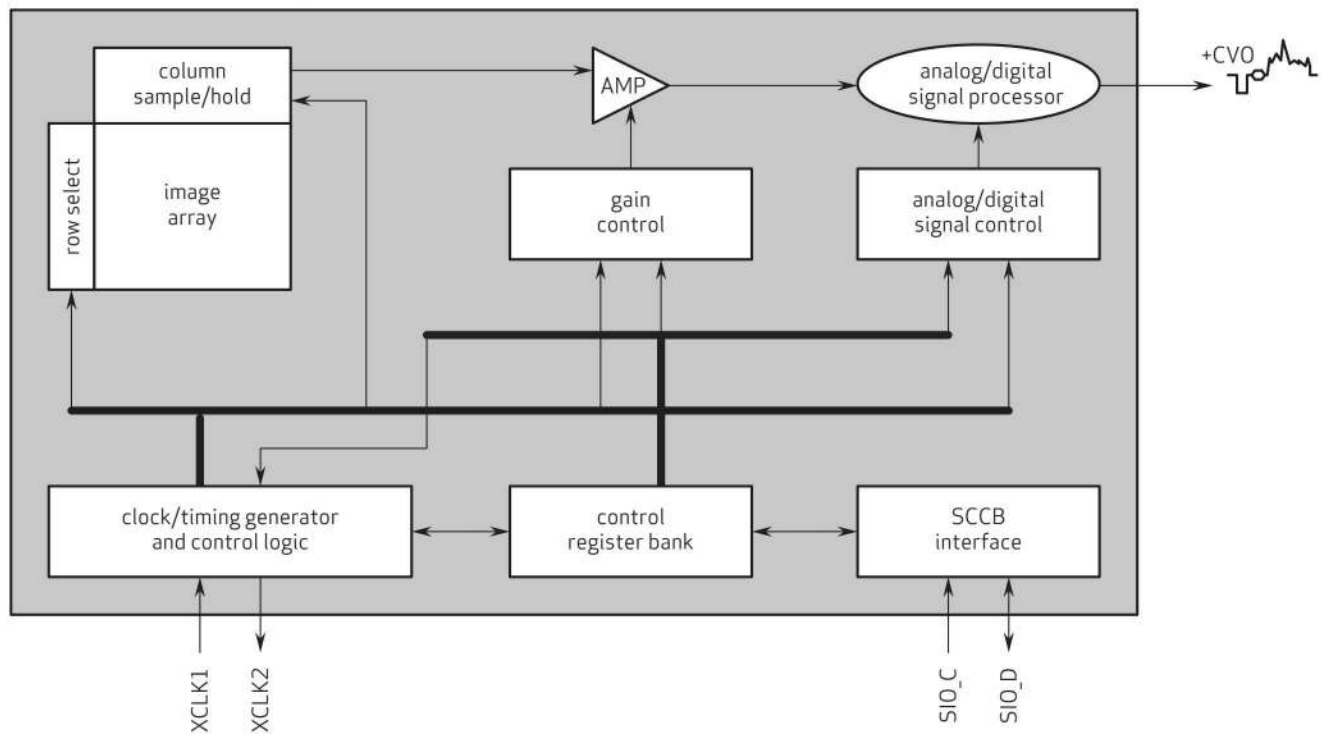 column
sample/hold
AMP
analog/digital
signal processor
+CVO
row select
image
array
gain
control
analog/digital
signal control
clock/timing generator
and control logic
control
register bank
SCCB
interface
XCLK1
XCLK2
SIO_C
SIO_D